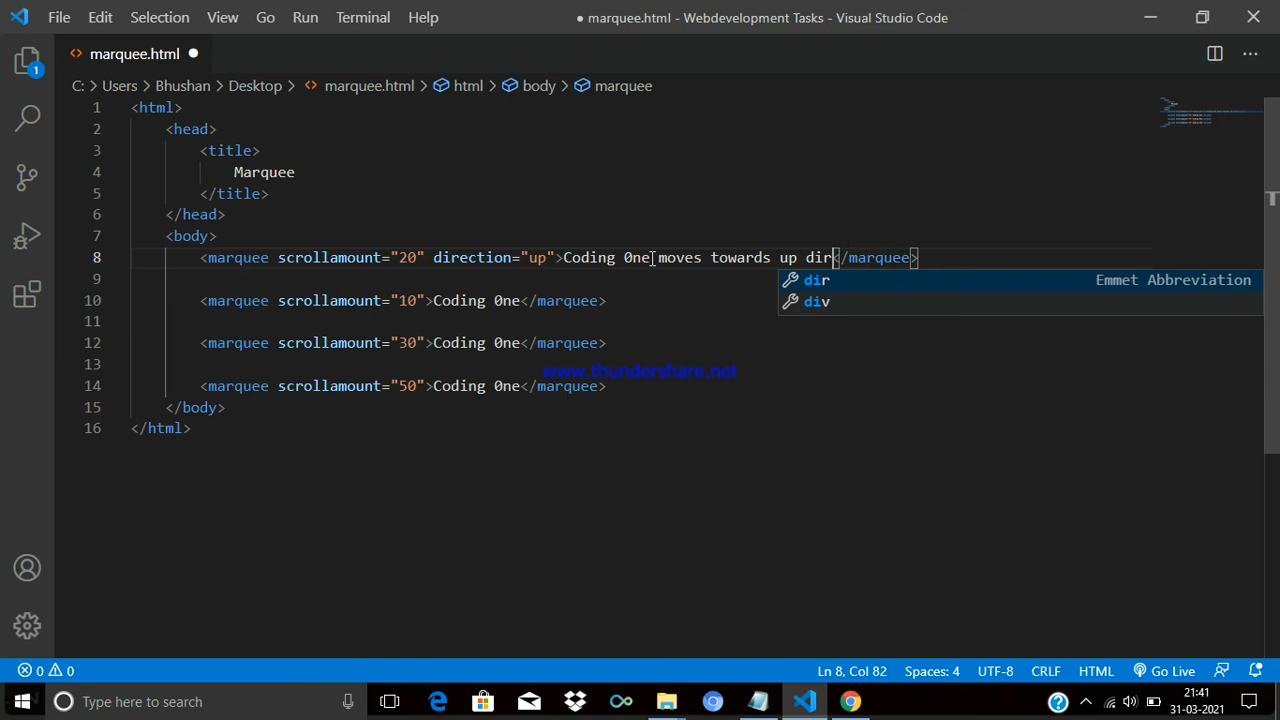 File Edit Selection View Go Run Terminal Help
● marquee.html - Webdevelopment Tasks - Visual Studio Code
<> marquee.html ●
1
C: > Users > Bhushan > Desktop > <> marquee.html > html > body > marquee
1 <html>
2 <head>
3 <title>
4 Marquee
5 </title>
6 </head>
7 <body>
8 <marquee scrollamount="20" direction="up">Coding 0ne moves towards up dir</marquee>
dir Emmet Abbreviation
div
9
10 <marquee scrollamount="10">Coding 0ne</marquee>
11
12 <marquee scrollamount="30">Coding 0ne</marquee>
13
www.thundershare.net
14 <marquee scrollamount="50">Coding 0ne</marquee>
15 </body>
16 </html>
0 0 Ln 8, Col 82 Spaces: 4 UTF-8 CRLF HTML Go Live
Type here to search
21:41
31-03-2021